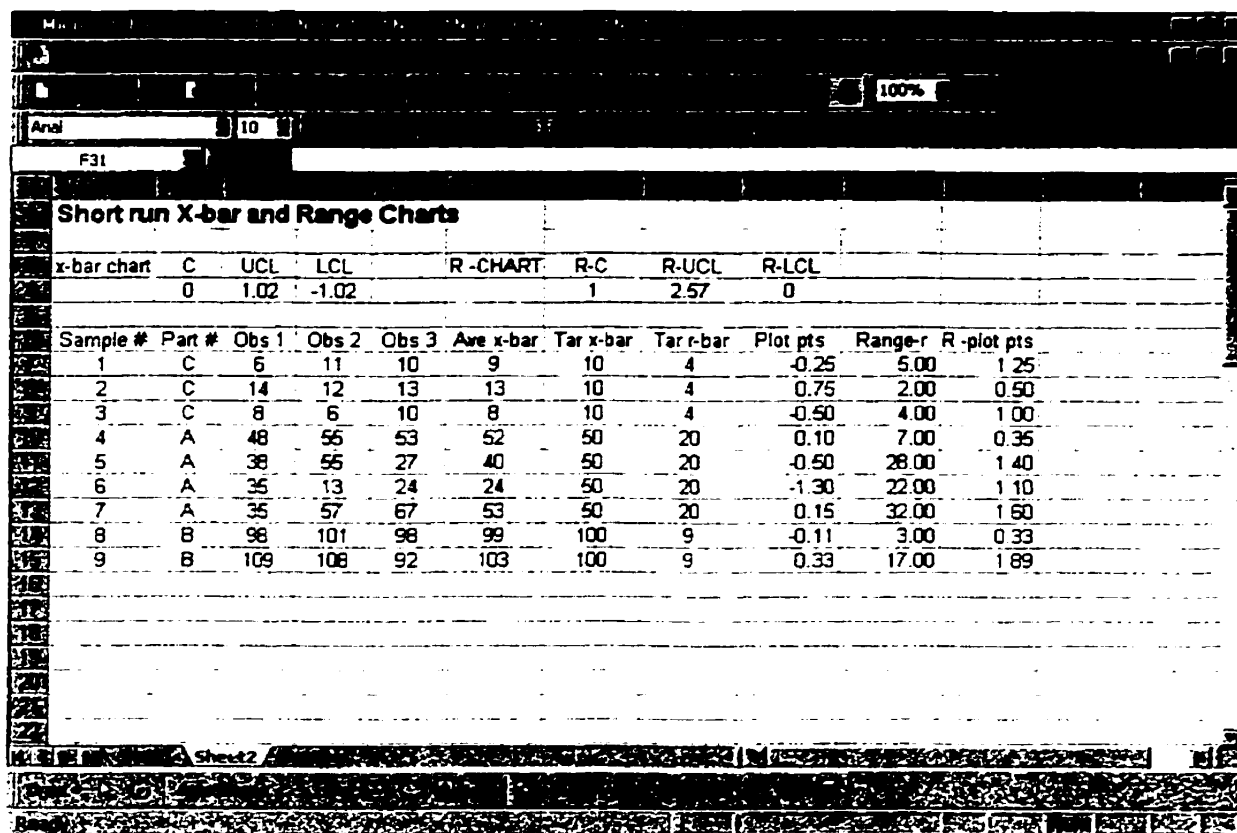 100%
Arial 10
F31
Short run X-bar and Range Charts
x-bar chart C UCL LCL R -CHART R-C R-UCL R-LCL
0 1.02 -1.02 1 2.57 0
Sample # Part # Obs 1 Obs 2 Obs 3 Ave x-bar Tar x-bar Tar r-bar Plot pts Range-r R -plot pts
1 C 6 11 10 9 10 4 -0.25 5.00 1.25
2 C 14 12 13 13 10 4 0.75 2.00 0.50
3 C 8 6 10 8 10 4 -0.50 4.00 1.00
4 A 48 55 53 52 50 20 0.10 7.00 0.35
5 A 38 55 27 40 50 20 -0.50 28.00 1.40
6 A 35 13 24 24 50 20 -1.30 22.00 1.10
7 A 35 57 67 53 50 20 0.15 32.00 1.60
8 B 98 101 98 99 100 9 -0.11 3.00 0.33
9 B 109 108 92 103 100 9 0.33 17.00 1.89
Sheet2